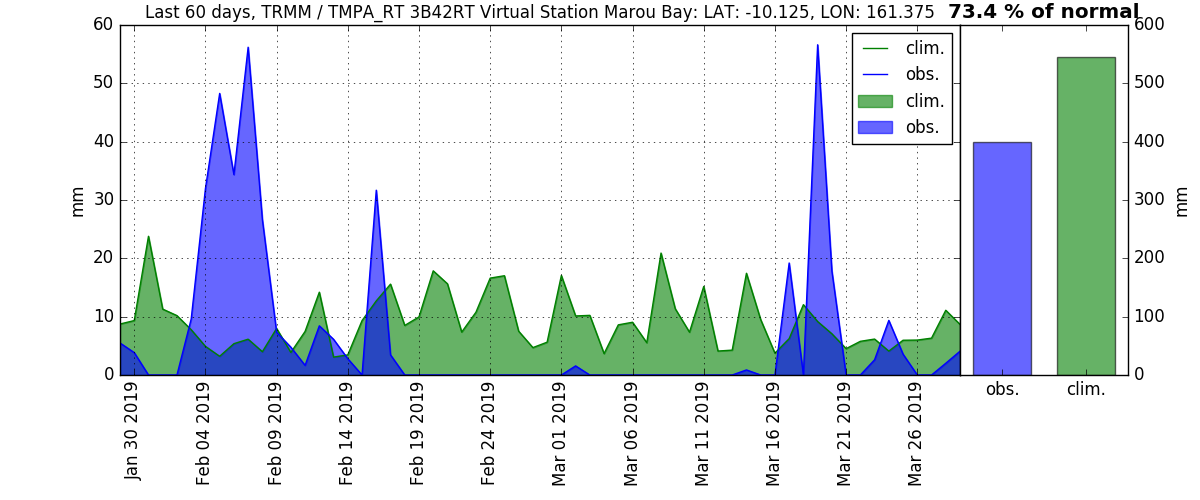 Last 60 days, TRMM / TMPA_RT 3B42RT Virtual Station Marou Bay: LAT: -10.125, LON: 161.375 73.4 % of normal
60
50
40
30
20
10
0
mm
clim.
obs.
clim.
obs.
600
500
400
300
200
100
0
mm
obs. clim.
Jan 30 2019
Feb 04 2019
Feb 09 2019
Feb 14 2019
Feb 19 2019
Feb 24 2019
Mar 01 2019
Mar 06 2019
Mar 11 2019
Mar 16 2019
Mar 21 2019
Mar 26 2019